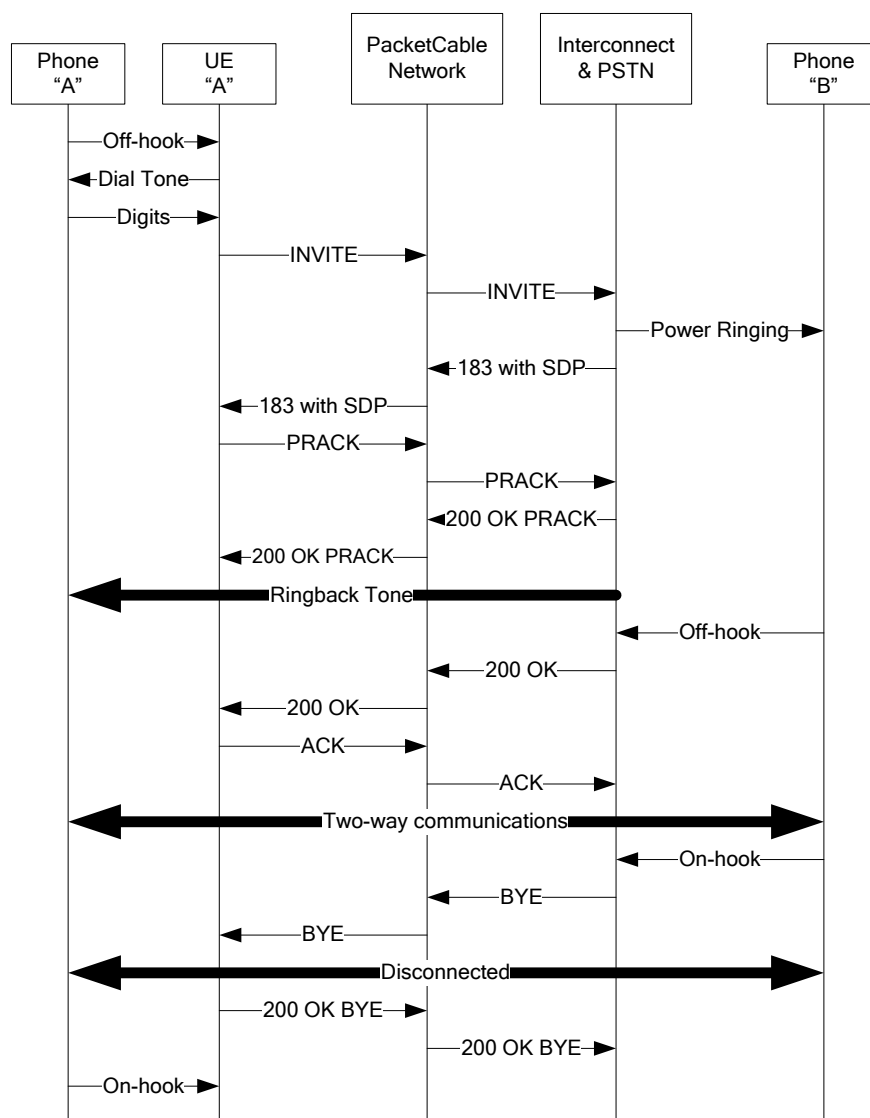 Phone
“A”
UE
“A”
PacketCable
Network
Interconnect
& PSTN
Phone
“B”
Off-hook
Dial Tone
Digits
INVITE
INVITE
Power Ringing
183 with SDP
183 with SDP
PRACK
PRACK
200 OK PRACK
200 OK PRACK
Ringback Tone
Off-hook
200 OK
200 OK
ACK
ACK
Two-way communications
On-hook
BYE
BYE
Disconnected
200 OK BYE
200 OK BYE
On-hook